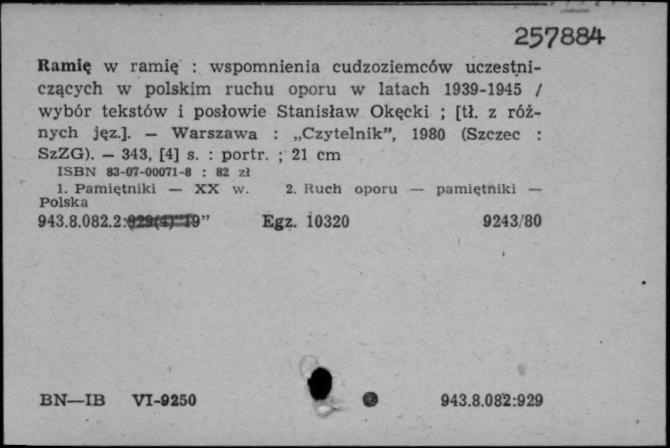 257884
Ramię w ramię : wspomnienia cudzoziemców uczestni-
czących w polskim ruchu oporu w latach 1939-1945 /
wybór tekstów i posłowie Stanisław Okęcki ; [tł. z róż-
nych jęz.]. — Warszawa : „Czytelnik”, 1980 (Szczec :
SzZG). — 343, [4] s. : portr. ; 21 cm
ISBN 83-07-00071-8 : 82 zł
1. Pamiętniki — XX w. 2. Ruch oporu — pamiętniki —
Polska
943.8.082.2:929(4)"19” Egz. 10320 9243/80
BN—IB VI-9250 943.8.082:929